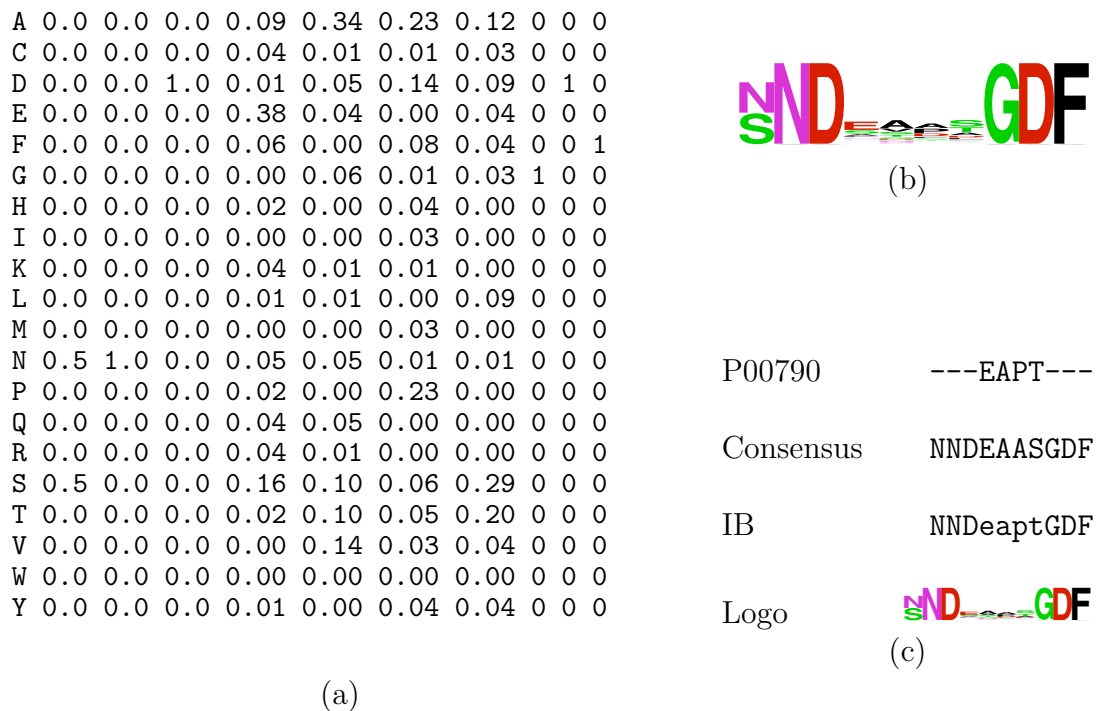 A 0.0 0.0 0.0 0.09 0.34 0.23 0.12 0 0 0
C 0.0 0.0 0.0 0.04 0.01 0.01 0.03 0 0 0
D 0.0 0.0 1.0 0.01 0.05 0.14 0.09 0 1 0
E 0.0 0.0 0.0 0.38 0.04 0.00 0.04 0 0 0
F 0.0 0.0 0.0 0.06 0.00 0.08 0.04 0 0 1
G 0.0 0.0 0.0 0.00 0.06 0.01 0.03 1 0 0
H 0.0 0.0 0.0 0.02 0.00 0.04 0.00 0 0 0
I 0.0 0.0 0.0 0.00 0.00 0.03 0.00 0 0 0
K 0.0 0.0 0.0 0.04 0.01 0.01 0.00 0 0 0
L 0.0 0.0 0.0 0.01 0.01 0.00 0.09 0 0 0
M 0.0 0.0 0.0 0.00 0.00 0.03 0.00 0 0 0
N 0.5 1.0 0.0 0.05 0.05 0.01 0.01 0 0 0
P 0.0 0.0 0.0 0.02 0.00 0.23 0.00 0 0 0
Q 0.0 0.0 0.0 0.04 0.05 0.00 0.00 0 0 0
R 0.0 0.0 0.0 0.04 0.01 0.00 0.00 0 0 0
S 0.5 0.0 0.0 0.16 0.10 0.06 0.29 0 0 0
T 0.0 0.0 0.0 0.02 0.10 0.05 0.20 0 0 0
V 0.0 0.0 0.0 0.00 0.14 0.03 0.04 0 0 0
W 0.0 0.0 0.0 0.00 0.00 0.00 0.00 0 0 0
Y 0.0 0.0 0.0 0.01 0.00 0.04 0.04 0 0 0
(a)
N
S
ND
GDF
(b)
P00790 ---EAPT---
Consensus NNDEAASGDF
IB NNDeaptGDF
Logo
N
S
ND
GDF
(c)